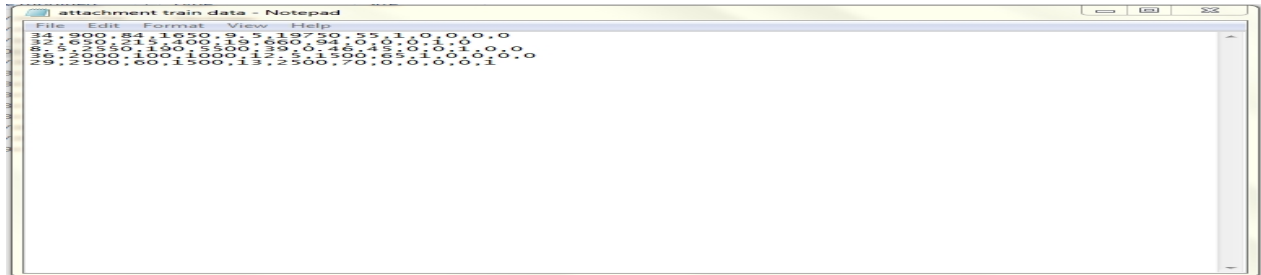 attachment train data - Notepad
File Edit Format View Help
34,900,84,1650,9.5,19750,55,1,0,0,0,0
32,650,215,400,19,660,94,0,0,0,1,0
8.5,2550,190,5500,39,0,46,45,0,0,1,0,0
36,2000,100,1000,12.5,1500,65,1,0,0,0,0
29,2500,60,1500,13,2500,70,0,0,0,0,1